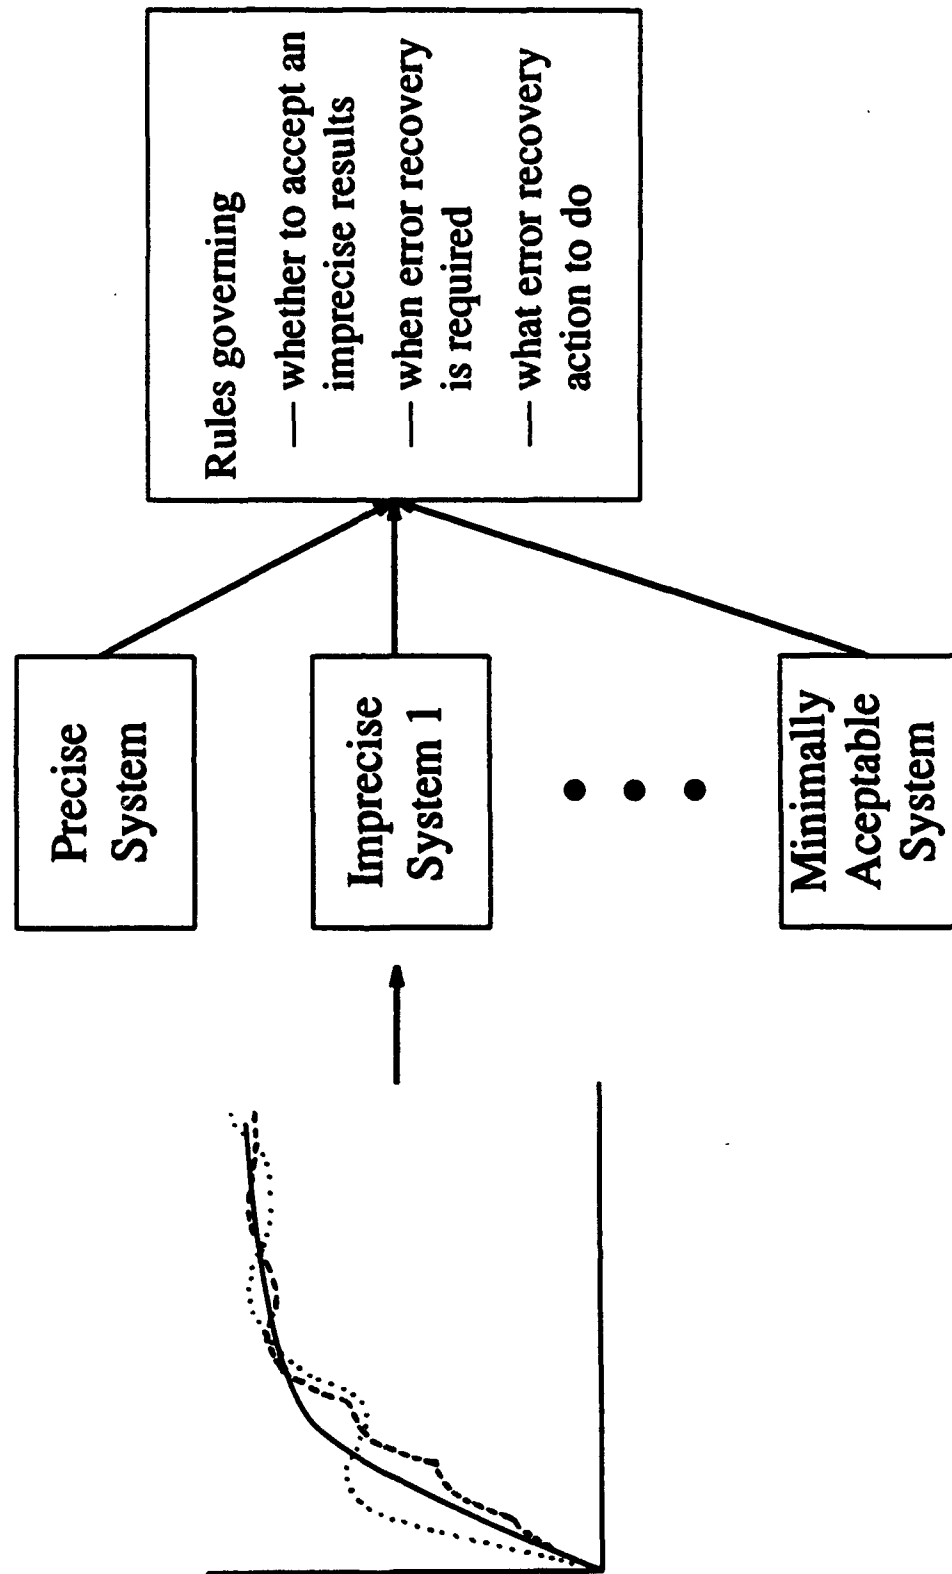 Precise
System
Imprecise
System 1
Minimally
Aceptable
System
Rules governing
— whether to accept an
imprecise results
— when error recovery
is required
— what error recovery
action to do